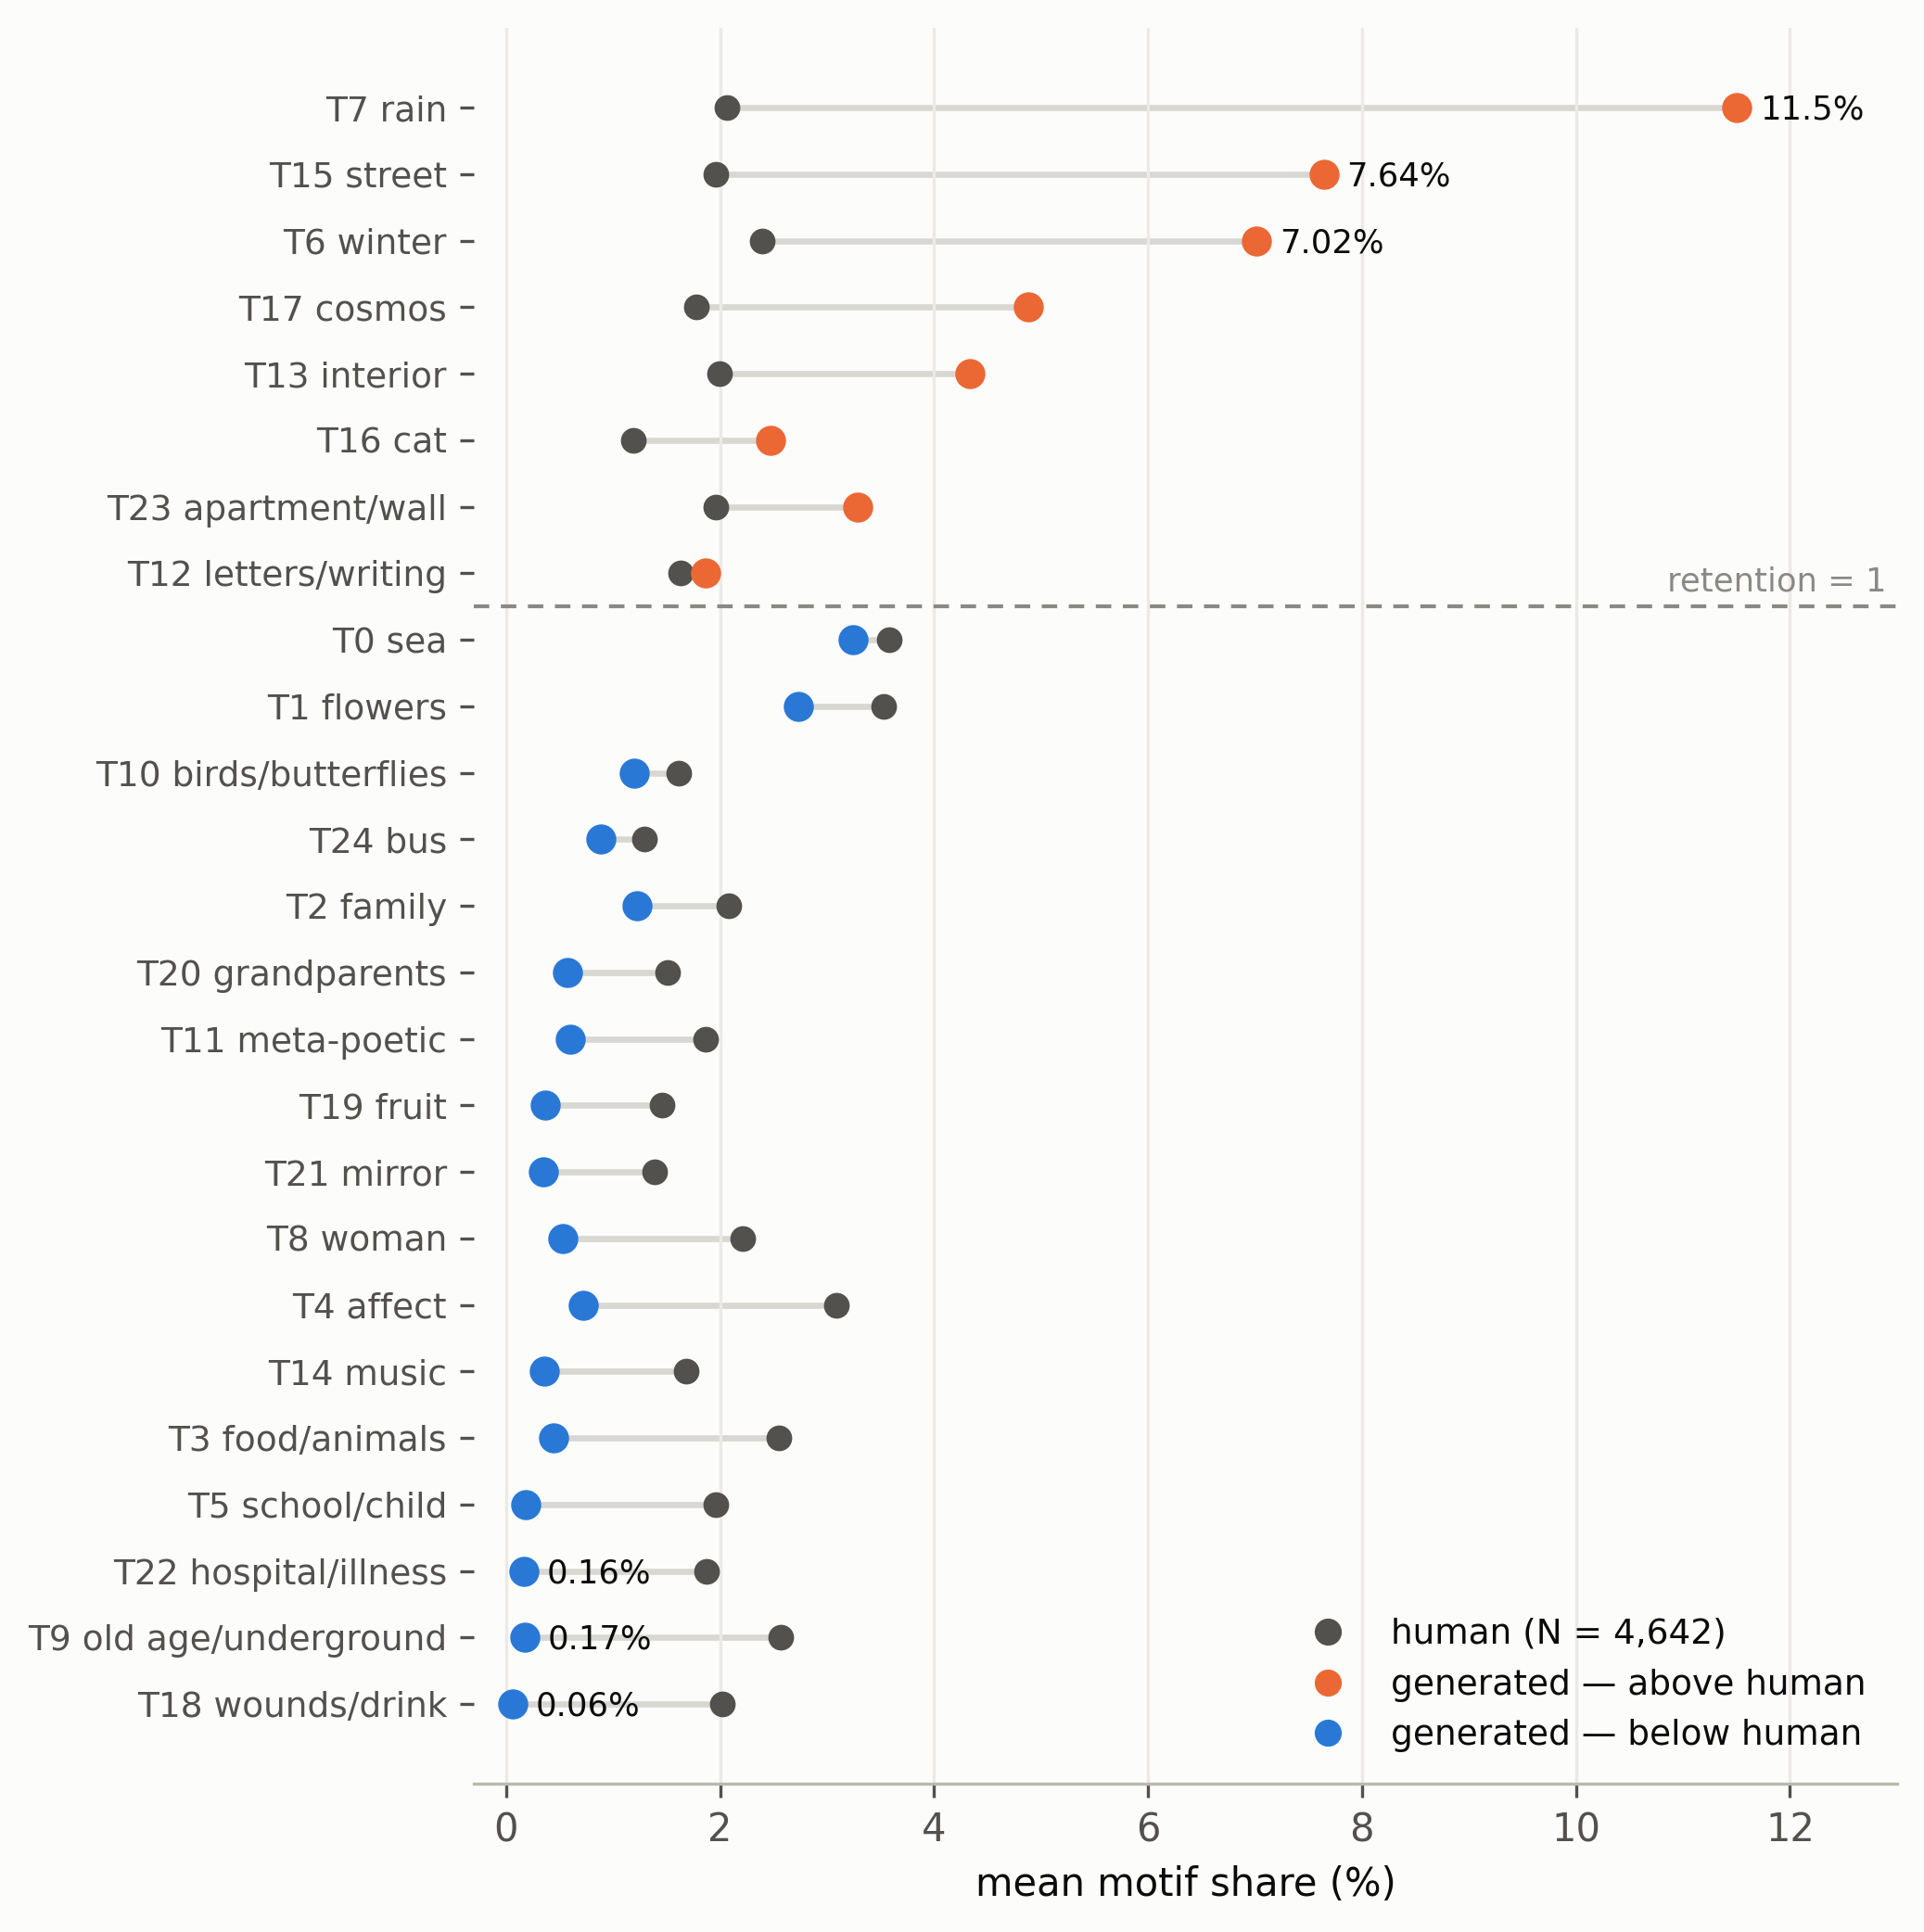 T7 rain
11.5%
T15 street
7.64%
T6 winter
7.02%
T17 cosmos
T13 interior
T16 cat
T23 apartment/wall
T12 letters/writing
retention = 1
T0 sea
T1 flowers
T10 birds/butterflies
T24 bus
T2 family
T20 grandparents
T11 meta-poetic
T19 fruit
T21 mirror
T8 woman
T4 affect
T14 music
T3 food/animals
T5 school/child
T22 hospital/illness
0.16%
T9 old age/underground
0.17%
T18 wounds/drink
0.06%
human (N = 4,642)
generated — above human
generated — below human
0 2 4 6 8 10 12
mean motif share (%)